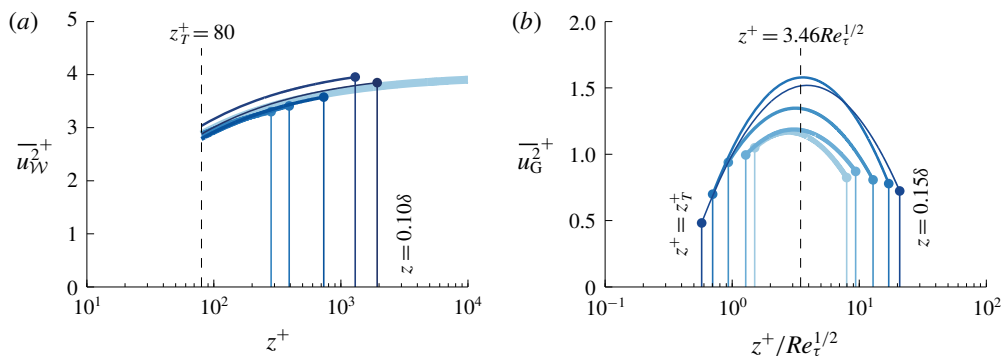 (a)
5
4
3
2
1
0
z_T^+ = 80
\overline{u_𝒲^2}^+
z = 0.10δ
10^1
10^2
10^3
10^4
z^+
(b)
2.0
1.5
1.0
0.5
0
z^+ = 3.46Re_τ^{1/2}
\overline{u_G^2}^+
z^+ = z_T^+
z = 0.15δ
10^{−1}
10^0
10^1
10^2
z^+/Re_τ^{1/2}